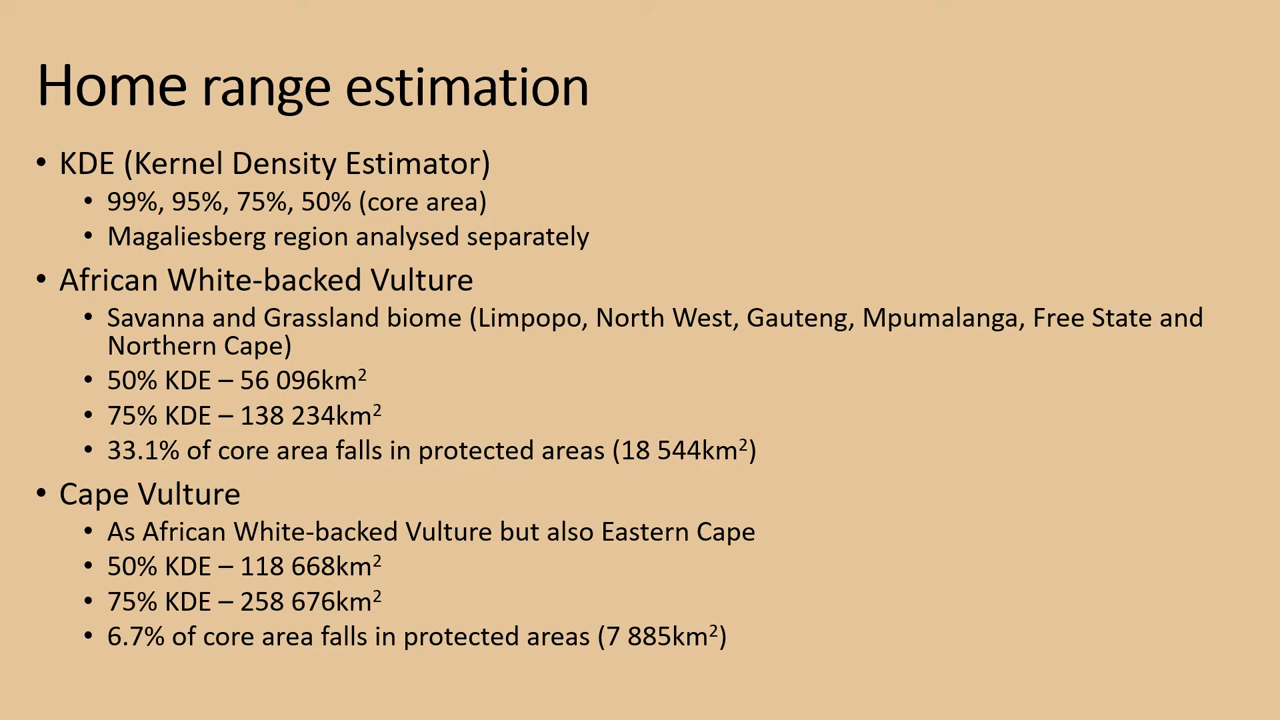 Home range estimation
• KDE (Kernel Density Estimator)
• 99%, 95%, 75%, 50% (core area)
• Magaliesberg region analysed separately
• African White-backed Vulture
• Savanna and Grassland biome (Limpopo, North West, Gauteng, Mpumalanga, Free State and
Northern Cape)
• 50% KDE – 56 096km²
• 75% KDE – 138 234km²
• 33.1% of core area falls in protected areas (18 544km²)
• Cape Vulture
• As African White-backed Vulture but also Eastern Cape
• 50% KDE – 118 668km²
• 75% KDE – 258 676km²
• 6.7% of core area falls in protected areas (7 885km²)